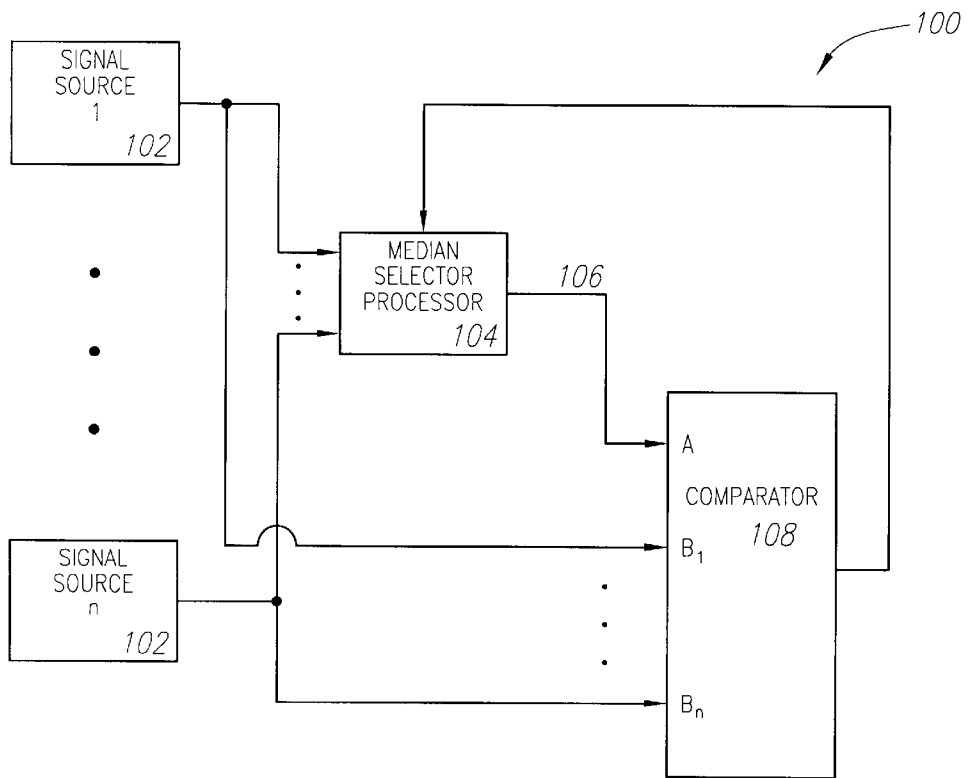 100
SIGNAL
SOURCE
1
102
MEDIAN
SELECTOR
PROCESSOR
104
106
A
COMPARATOR
108
B₁
SIGNAL
SOURCE
n
102
Bₙ